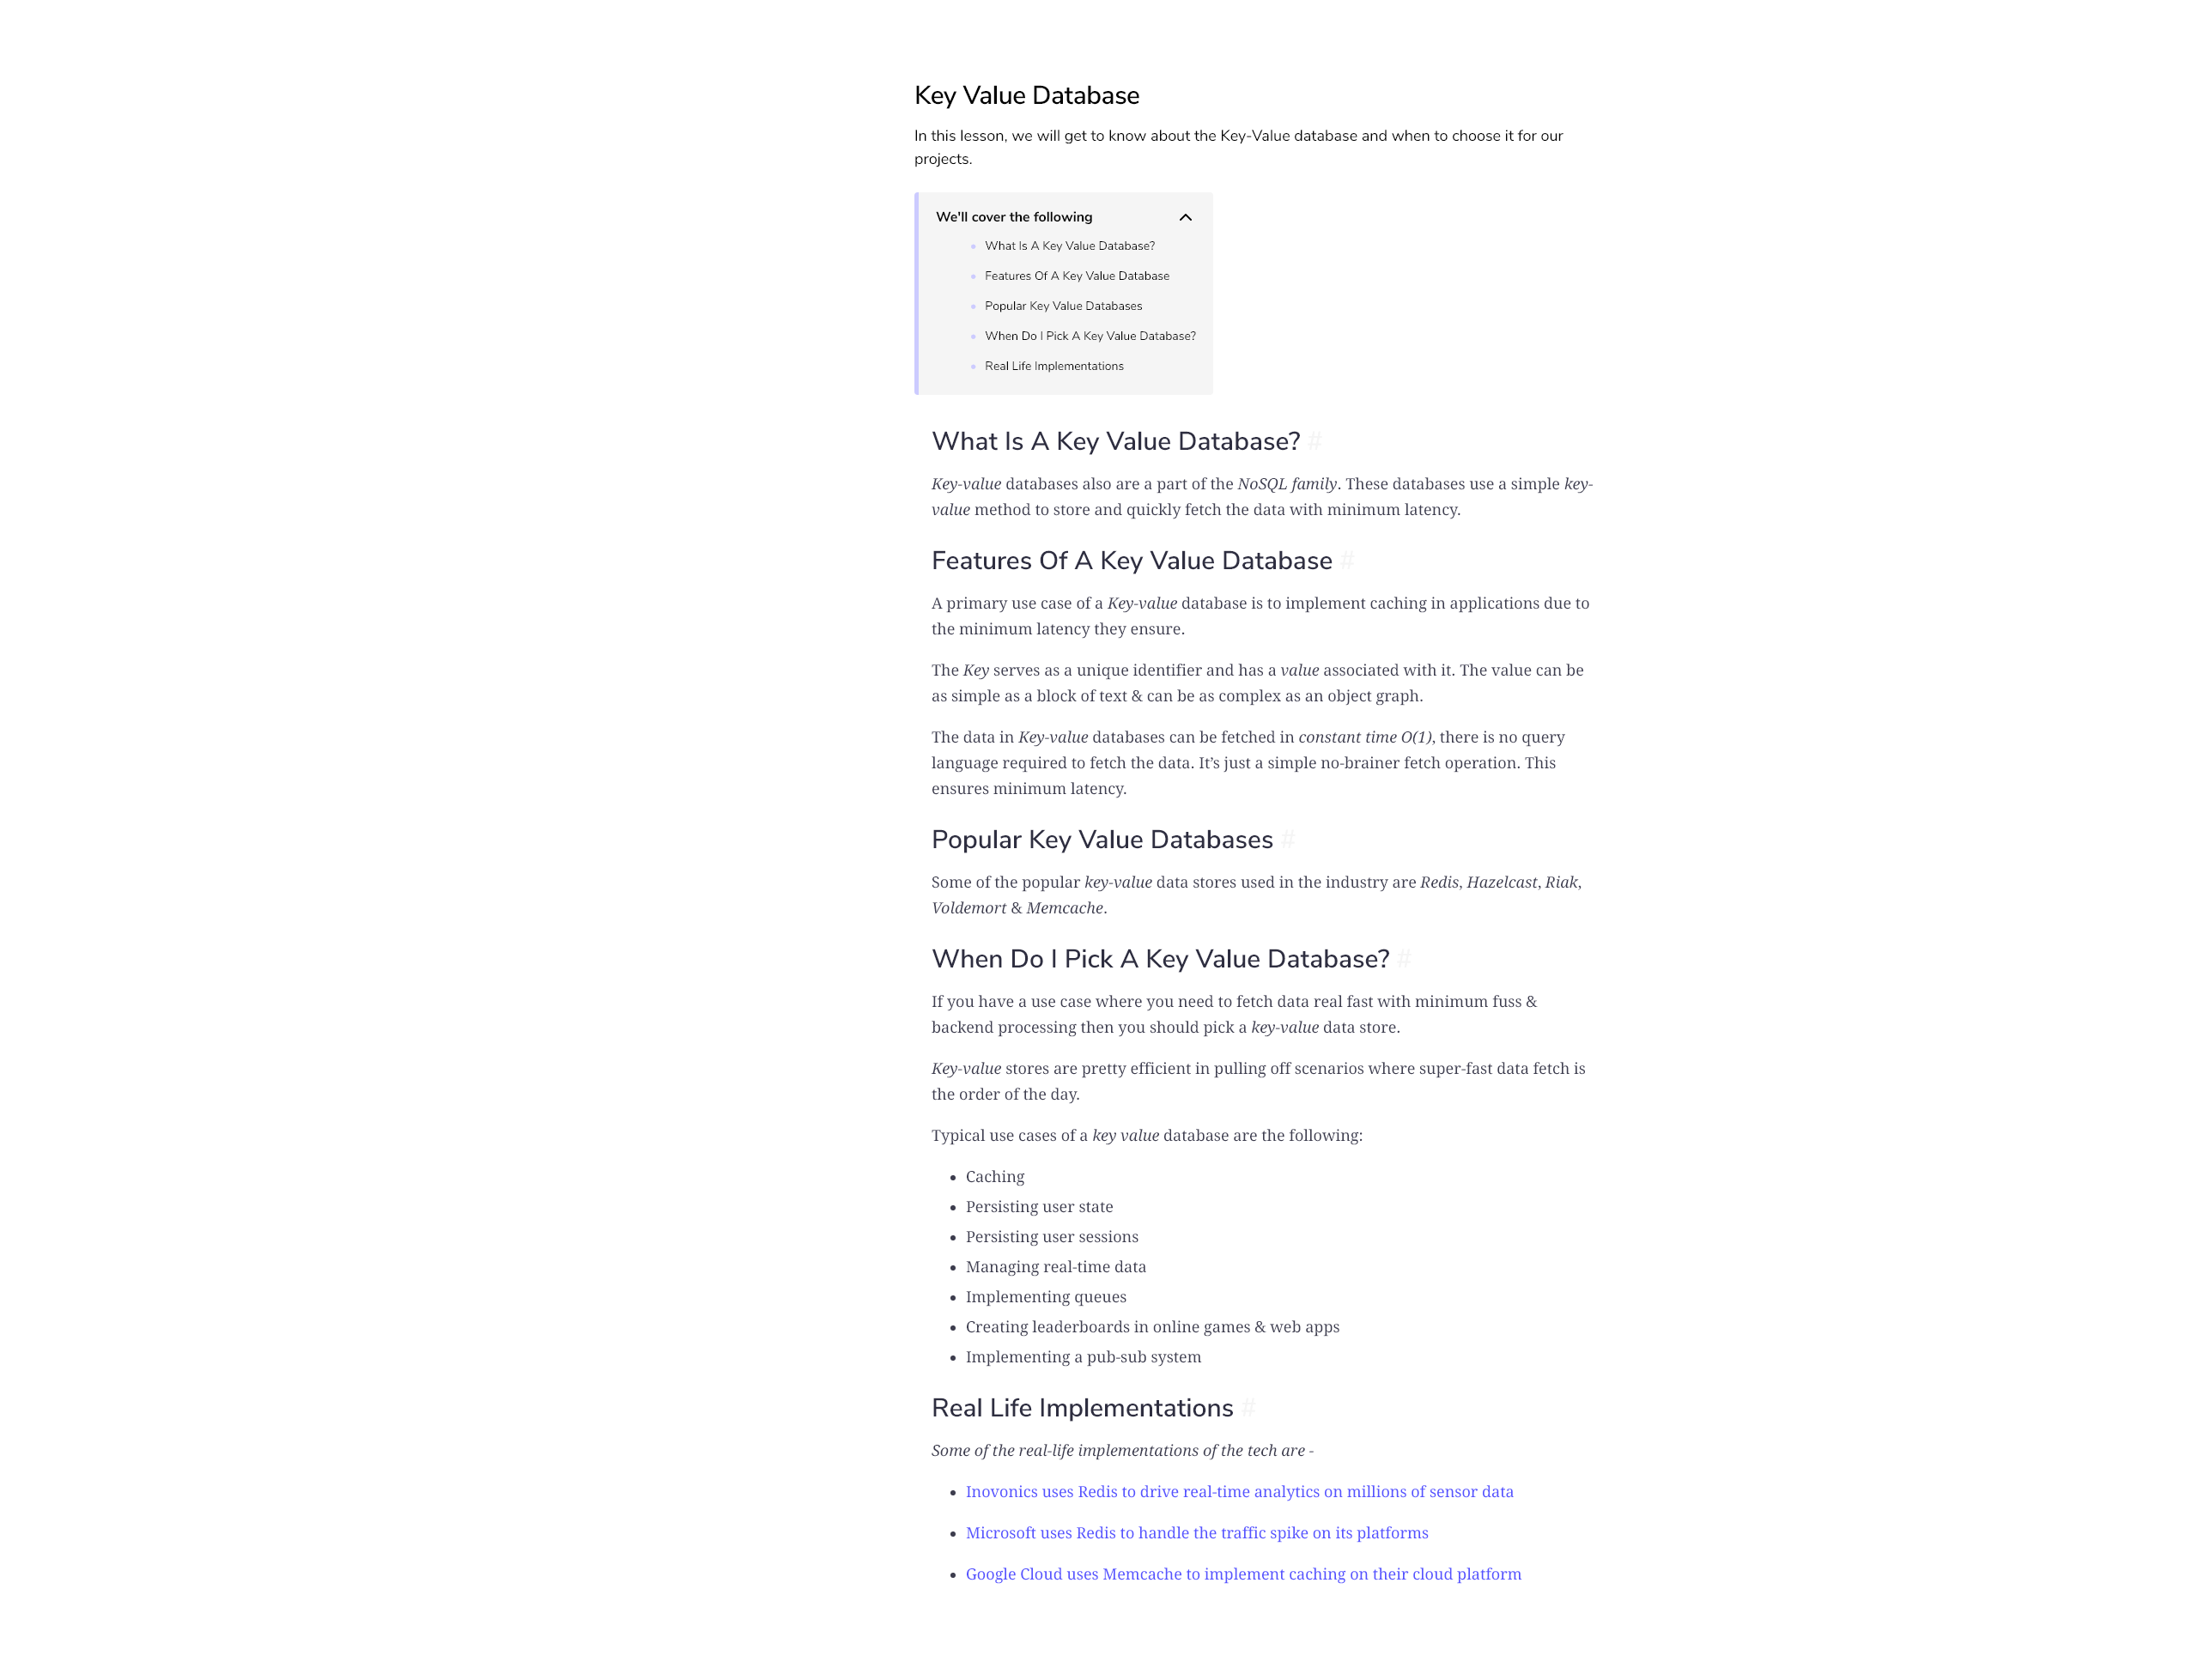 Key Value Database
In this lesson, we will get to know about the Key-Value database and when to choose it for our
projects.
We'll cover the following
What Is A Key Value Database?
Features Of A Key Value Database
Popular Key Value Databases
When Do I Pick A Key Value Database?
Real Life Implementations
What Is A Key Value Database? #
Key-value databases also are a part of the NoSQL family. These databases use a simple key-
value method to store and quickly fetch the data with minimum latency.
Features Of A Key Value Database #
A primary use case of a Key-value database is to implement caching in applications due to
the minimum latency they ensure.
The Key serves as a unique identifier and has a value associated with it. The value can be
as simple as a block of text & can be as complex as an object graph.
The data in Key-value databases can be fetched in constant time O(1), there is no query
language required to fetch the data. It’s just a simple no-brainer fetch operation. This
ensures minimum latency.
Popular Key Value Databases #
Some of the popular key-value data stores used in the industry are Redis, Hazelcast, Riak,
Voldemort & Memcache.
When Do I Pick A Key Value Database? #
If you have a use case where you need to fetch data real fast with minimum fuss &
backend processing then you should pick a key-value data store.
Key-value stores are pretty efficient in pulling off scenarios where super-fast data fetch is
the order of the day.
Typical use cases of a key value database are the following:
• Caching
• Persisting user state
• Persisting user sessions
• Managing real-time data
• Implementing queues
• Creating leaderboards in online games & web apps
• Implementing a pub-sub system
Real Life Implementations #
Some of the real-life implementations of the tech are -
• Inovonics uses Redis to drive real-time analytics on millions of sensor data
• Microsoft uses Redis to handle the traffic spike on its platforms
• Google Cloud uses Memcache to implement caching on their cloud platform